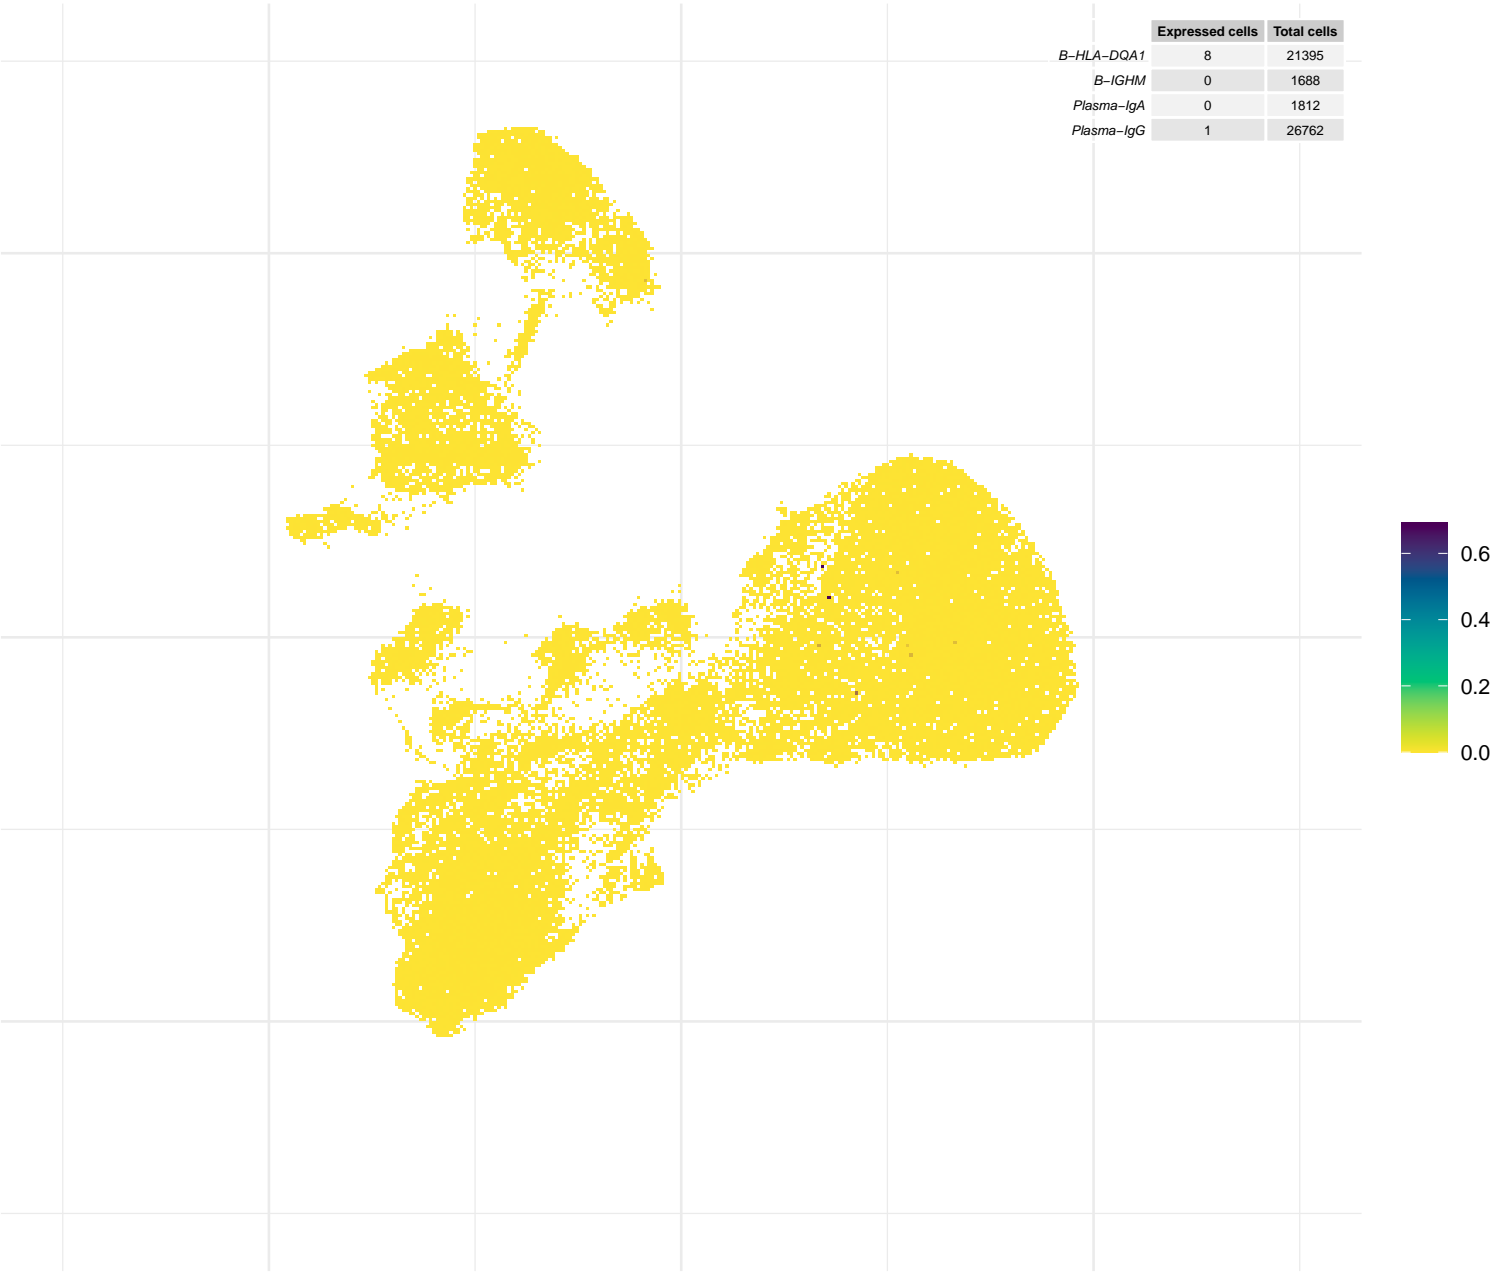 Expressed cells Total cells
B−HLA−DQA1 8 21395
B−IGHM 0 1688
Plasma−IgA 0 1812
Plasma−IgG 1 26762
0.6
0.4
0.2
0.0